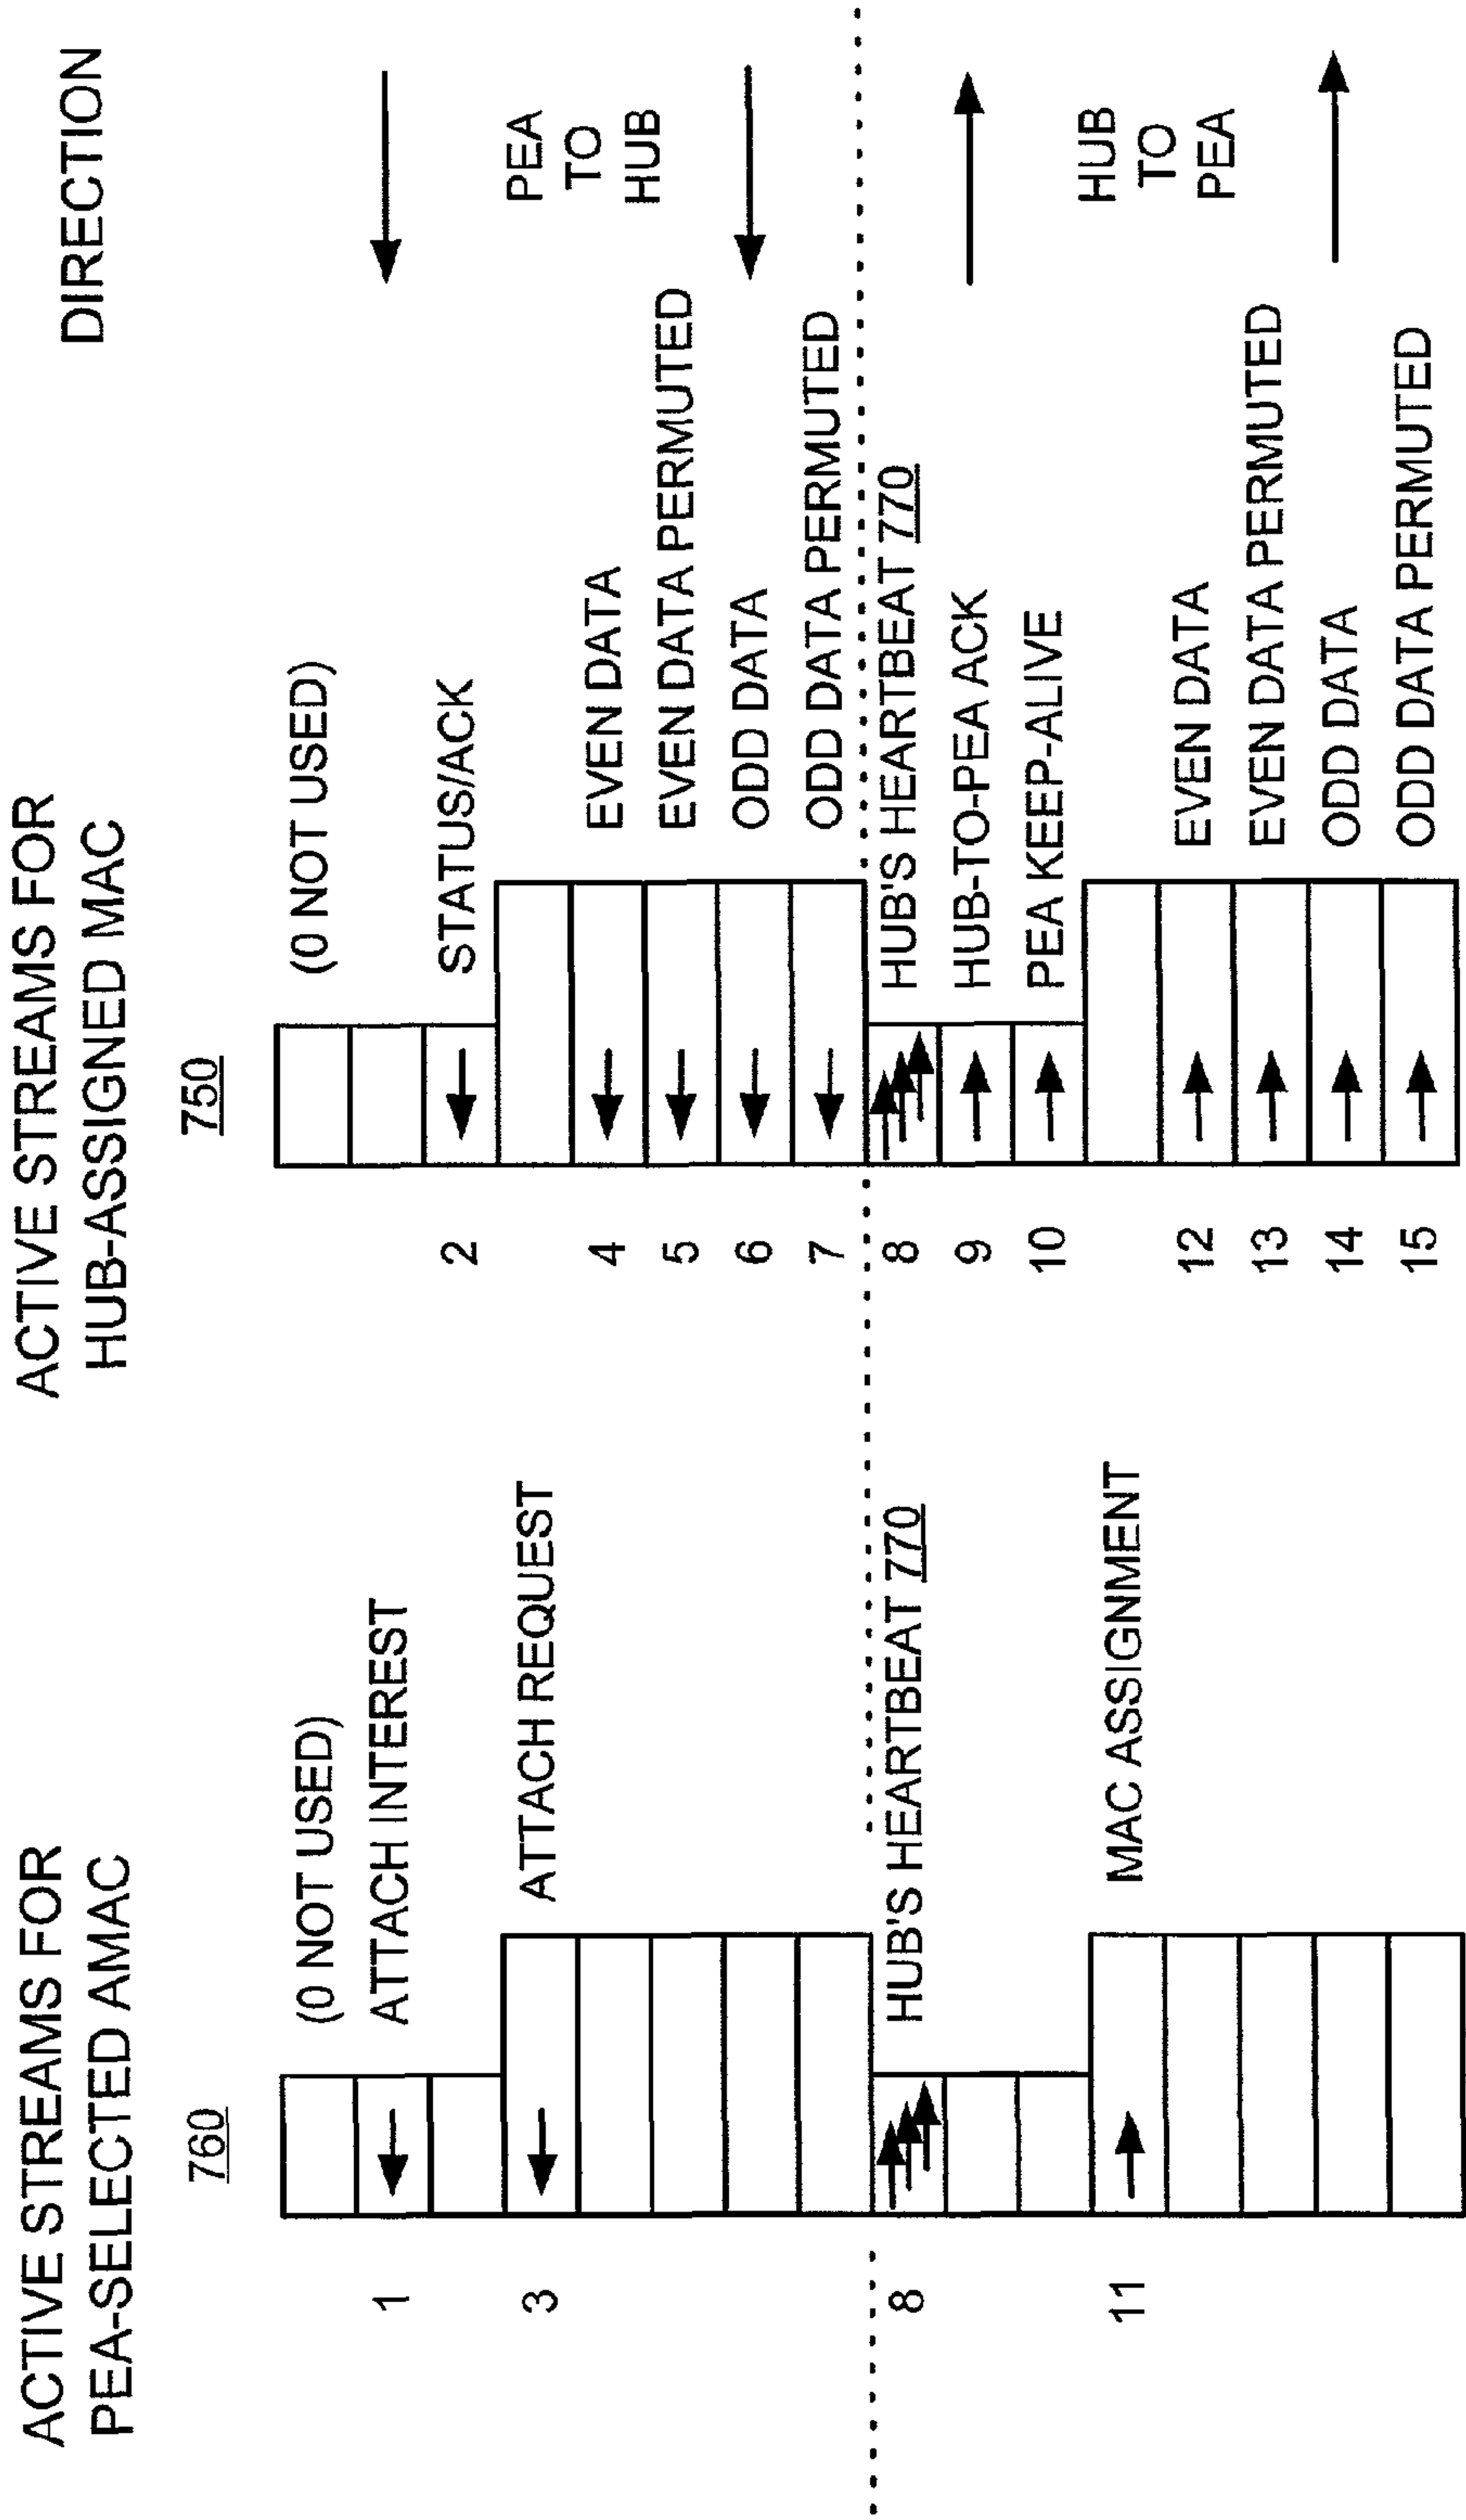 ACTIVE STREAMS FOR
PEA-SELECTED AMAC
760
(0 NOT USED)
1
ATTACH INTEREST
3
ATTACH REQUEST
8
HUB'S HEARTBEAT 770
11
MAC ASSIGNMENT
ACTIVE STREAMS FOR
HUB-ASSIGNED MAC
750
(0 NOT USED)
2
STATUS/ACK
4
EVEN DATA
5
EVEN DATA PERMUTED
6
ODD DATA
7
ODD DATA PERMUTED
8
HUB'S HEARTBEAT 770
9
HUB-TO-PEA ACK
10
PEA KEEP-ALIVE
12
EVEN DATA
13
EVEN DATA PERMUTED
14
ODD DATA
15
ODD DATA PERMUTED
DIRECTION
PEA
TO
HUB
HUB
TO
PEA